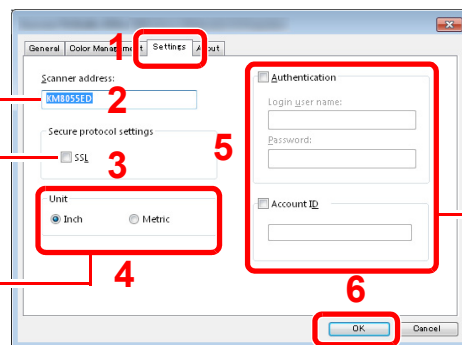 General
Color Management
Settings
About
1
Scanner address:
KM8055ED
2
Secure protocol settings
SSL
3
Unit
Inch
Metric
4
5
Authentication
Login user name:
Password:
Account ID
6
OK
Cancel